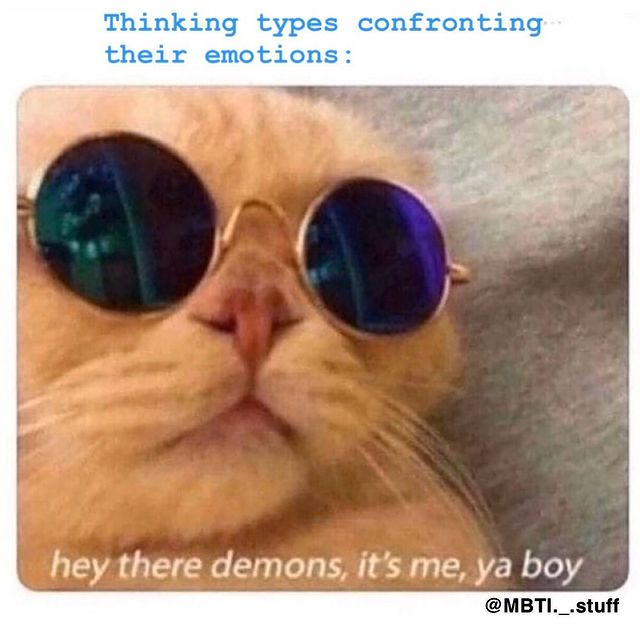 Thinking types confronting
their emotions:
hey there demons, it's me, ya boy
@MBTI._.stuff